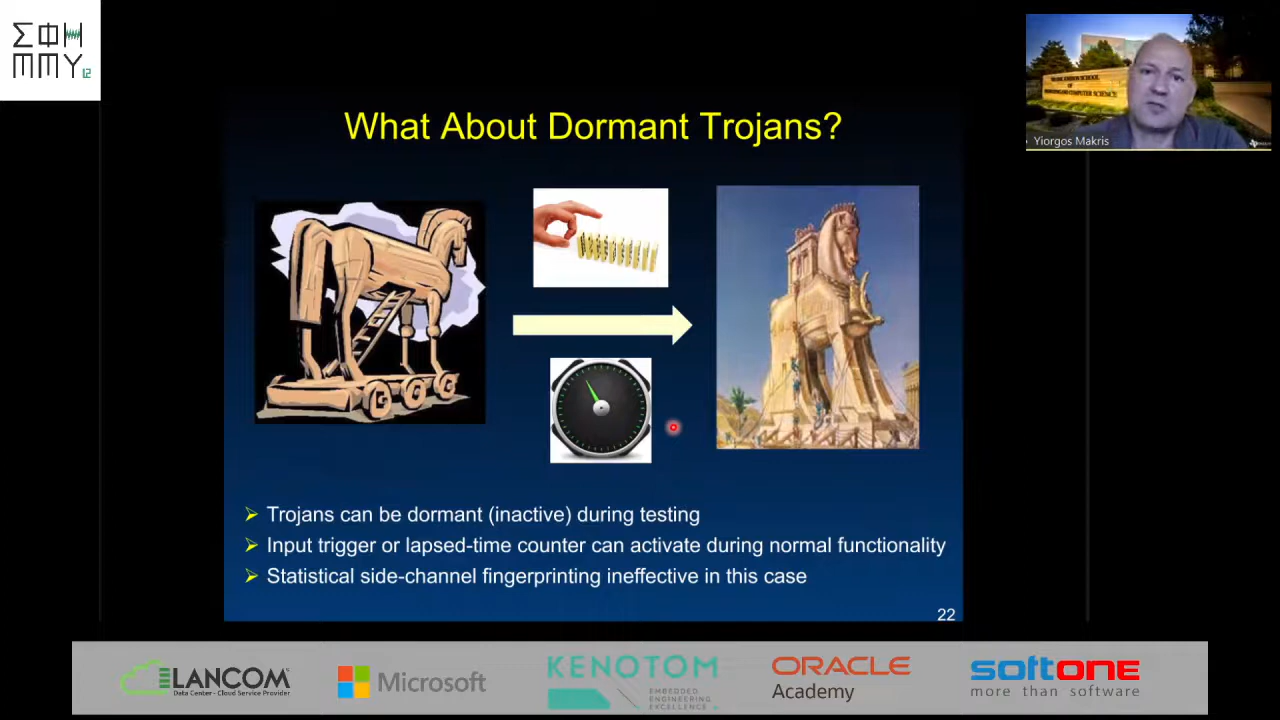 ΣΦΗ
ΜΜΥ12
What About Dormant Trojans?
Yiorgos Makris
➢ Trojans can be dormant (inactive) during testing
➢ Input trigger or lapsed-time counter can activate during normal functionality
➢ Statistical side-channel fingerprinting ineffective in this case
22
LANCOM
Data Center - Cloud Service Provider
Microsoft
KENOTOM
EMBEDDED
ENGINEERING
EXCELLENCE
ORACLE
Academy
softone
more than software